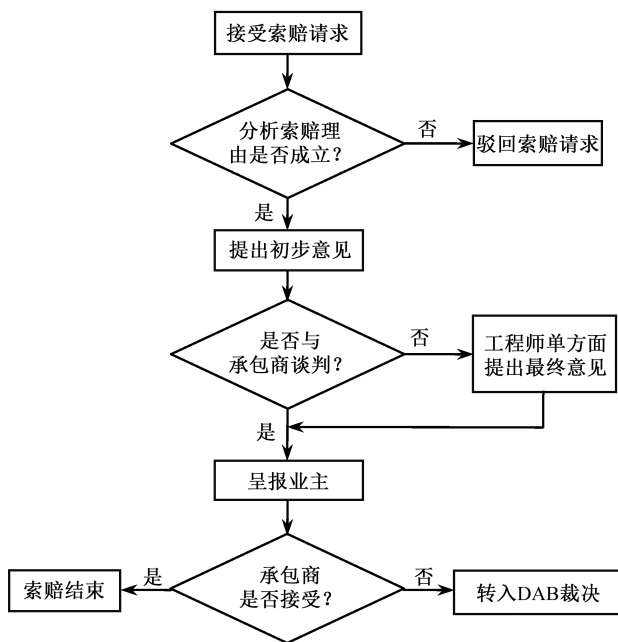 接受索赔请求
分析索赔理
由是否成立？
否
驳回索赔请求
是
提出初步意见
是否与
承包商谈判？
否
工程师单方面
提出最终意见
是
呈报业主
索赔结束
是
承包商
是否接受？
否
转入DAB裁决